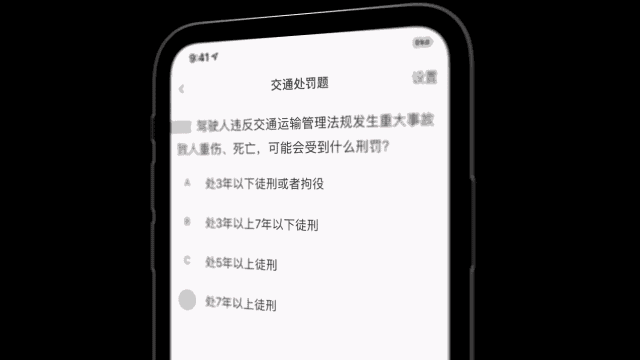 9:41
交通处罚题
设置
驾驶人违反交通运输管理法规发生重大事故
致人重伤、死亡，可能会受到什么刑罚？
A 处3年以下徒刑或者拘役
B 处3年以上7年以下徒刑
C 处5年以上徒刑
处7年以上徒刑